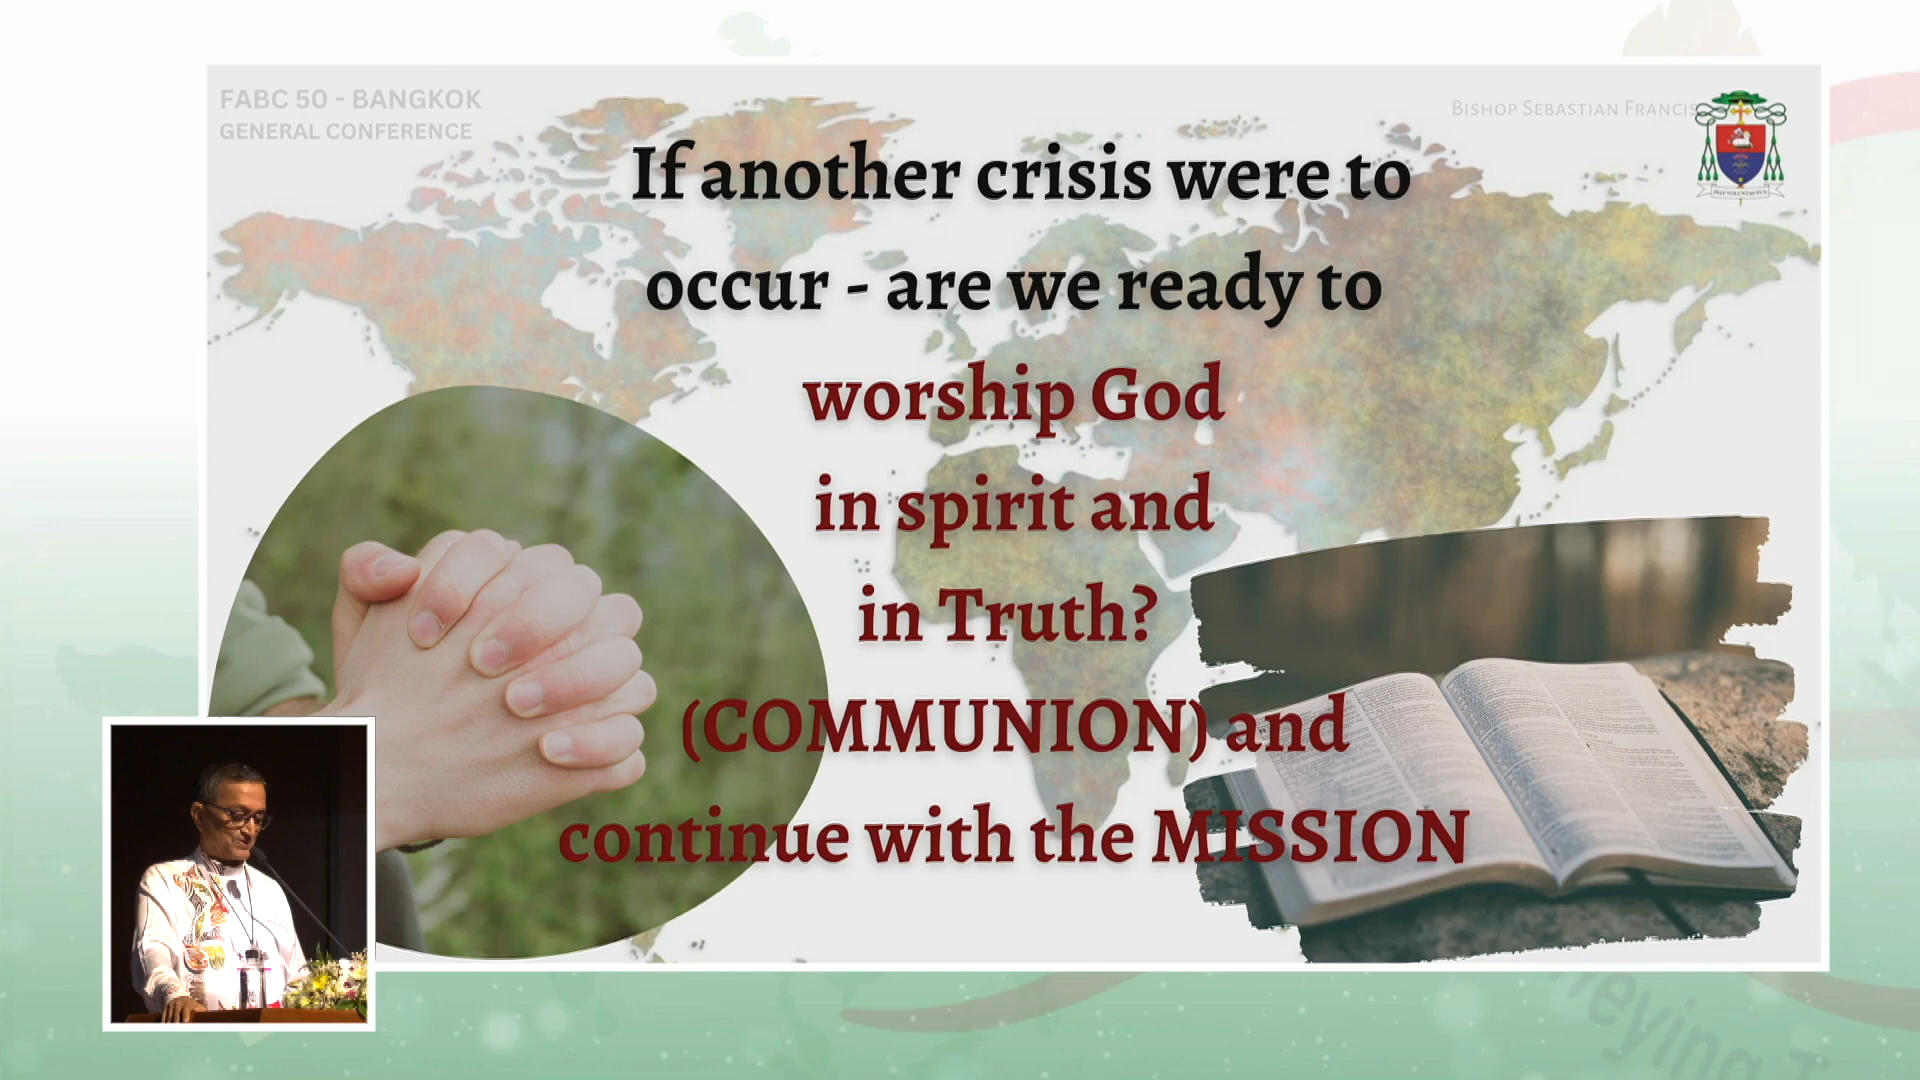 FABC 50 - BANGKOK
GENERAL CONFERENCE
BISHOP SEBASTIAN FRANCIS
If another crisis were to
occur - are we ready to
worship God
in spirit and
in Truth?
(COMMUNION) and
continue with the MISSION